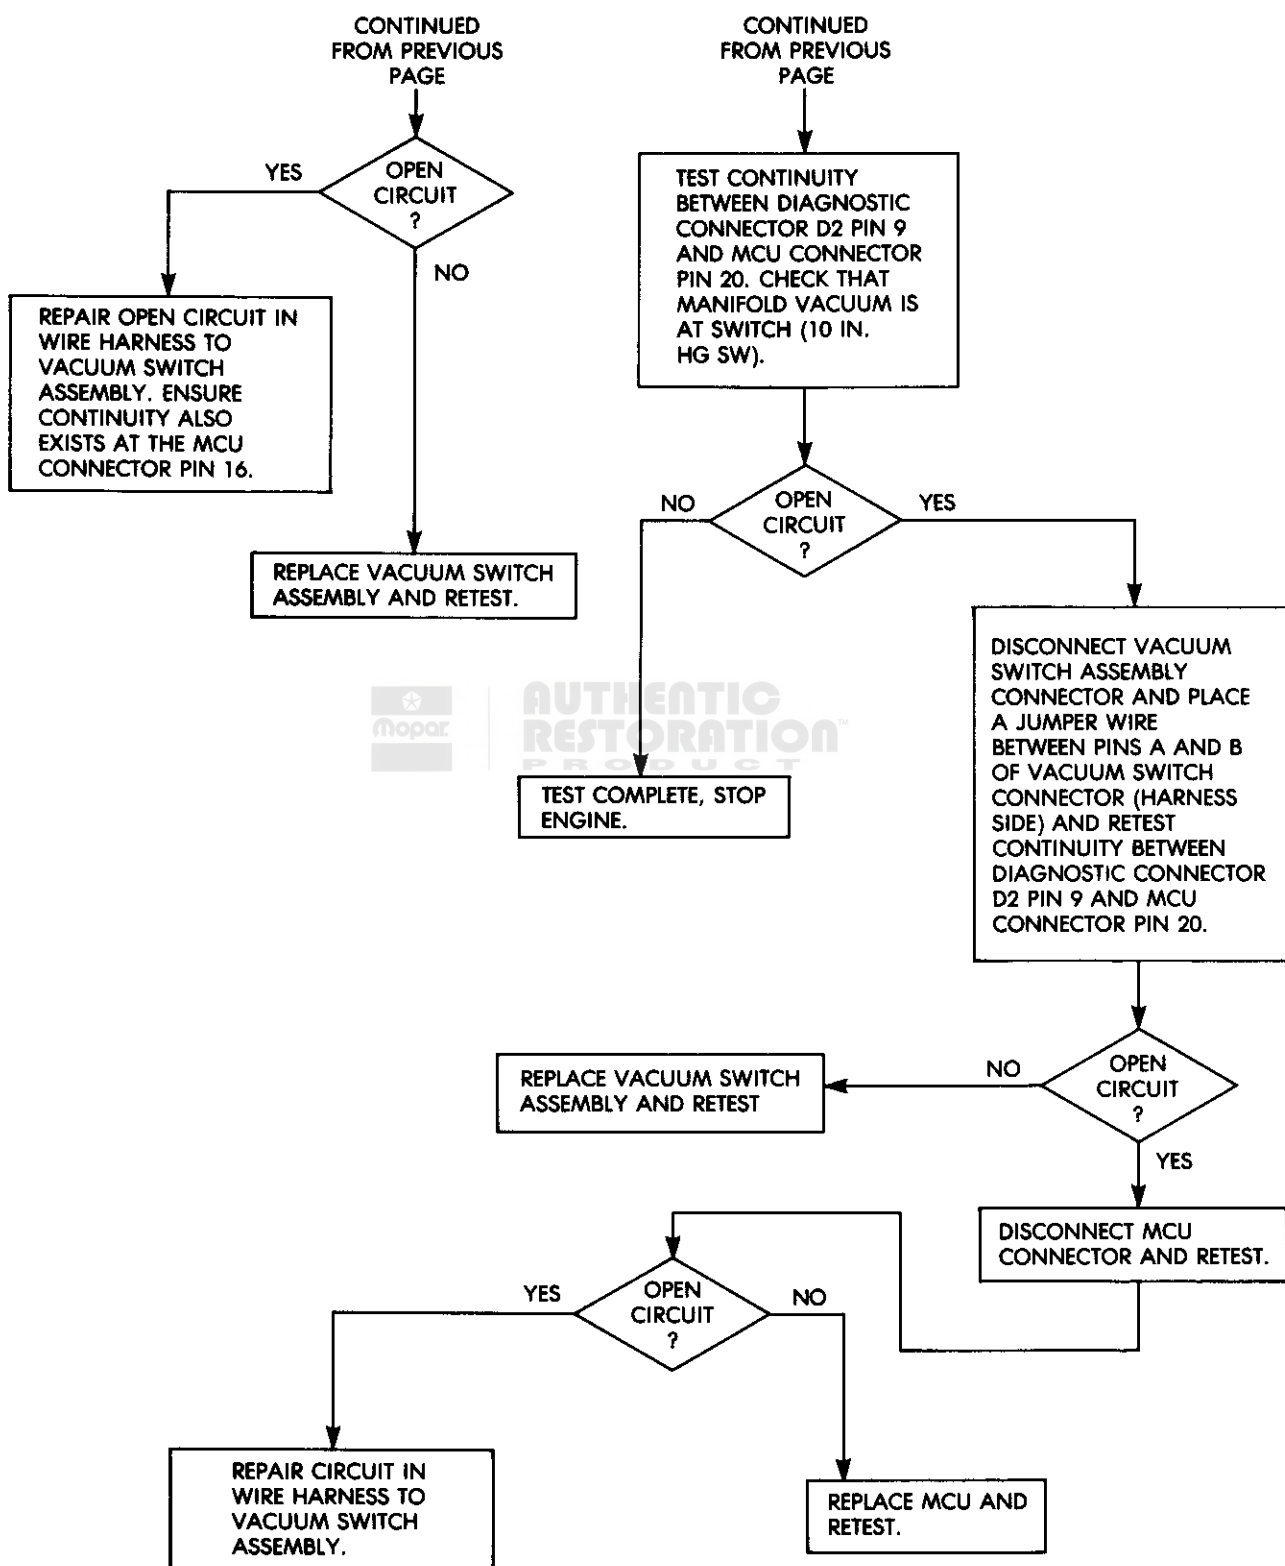 CONTINUED
FROM PREVIOUS
PAGE
YES
OPEN
CIRCUIT
?
NO
REPAIR OPEN CIRCUIT IN
WIRE HARNESS TO
VACUUM SWITCH
ASSEMBLY. ENSURE
CONTINUITY ALSO
EXISTS AT THE MCU
CONNECTOR PIN 16.
REPLACE VACUUM SWITCH
ASSEMBLY AND RETEST.
CONTINUED
FROM PREVIOUS
PAGE
TEST CONTINUITY
BETWEEN DIAGNOSTIC
CONNECTOR D2 PIN 9
AND MCU CONNECTOR
PIN 20. CHECK THAT
MANIFOLD VACUUM IS
AT SWITCH (10 IN.
HG SW).
NO
OPEN
CIRCUIT
?
YES
TEST COMPLETE, STOP
ENGINE.
DISCONNECT VACUUM
SWITCH ASSEMBLY
CONNECTOR AND PLACE
A JUMPER WIRE
BETWEEN PINS A AND B
OF VACUUM SWITCH
CONNECTOR (HARNESS
SIDE) AND RETEST
CONTINUITY BETWEEN
DIAGNOSTIC CONNECTOR
D2 PIN 9 AND MCU
CONNECTOR PIN 20.
Mopar
AUTHENTIC
RESTORATION™
PRODUCT
NO
OPEN
CIRCUIT
?
YES
REPLACE VACUUM SWITCH
ASSEMBLY AND RETEST
DISCONNECT MCU
CONNECTOR AND RETEST.
YES
OPEN
CIRCUIT
?
NO
REPAIR CIRCUIT IN
WIRE HARNESS TO
VACUUM SWITCH
ASSEMBLY.
REPLACE MCU AND
RETEST.